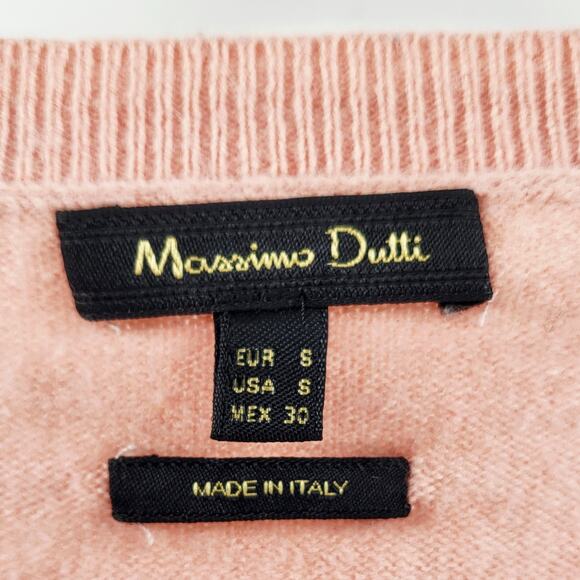 Massimo Dutti
EUR S
USA S
MEX 30
MADE IN ITALY